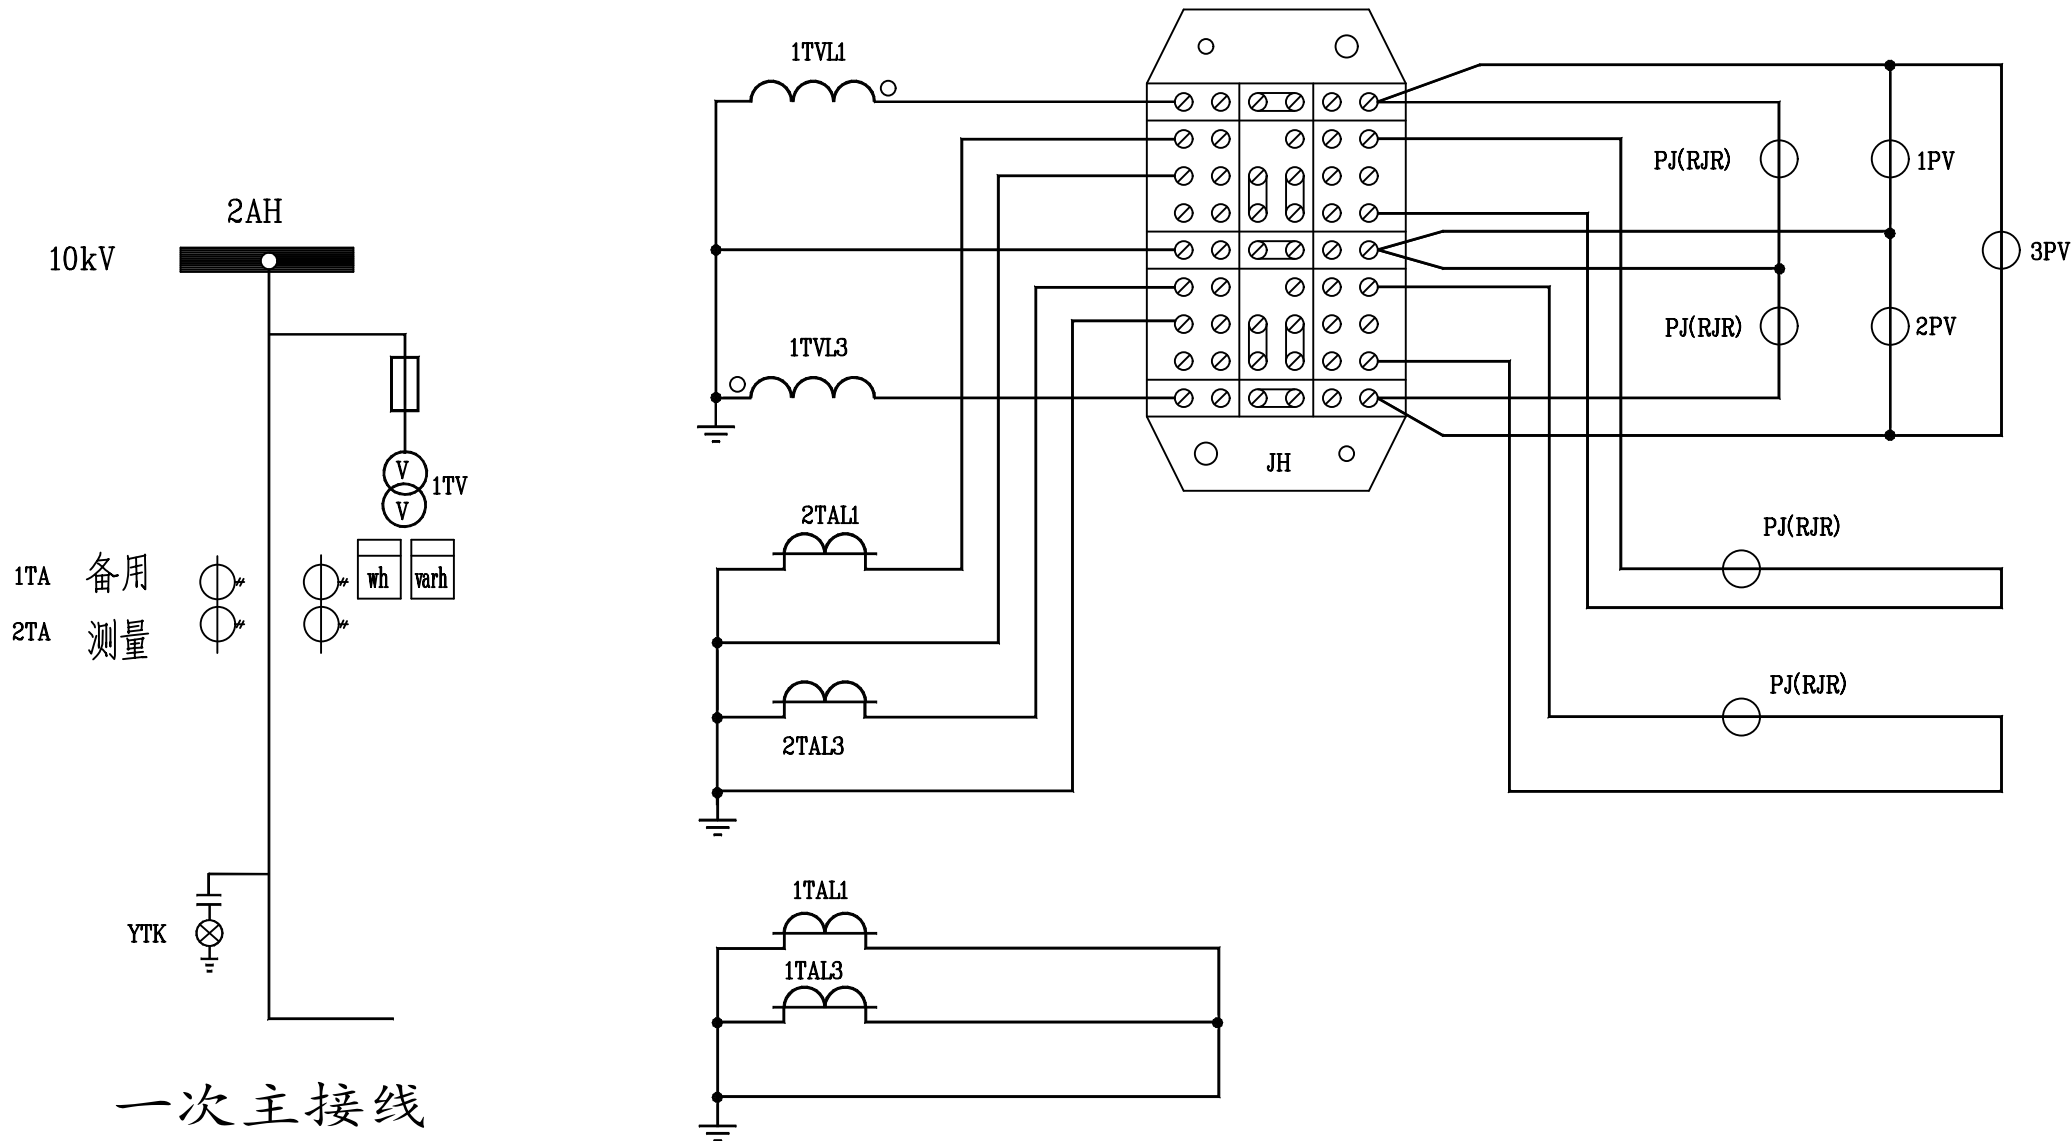 2AH
10kV
1TV
wh
varh
1TA 备用
2TA 测量
YTK
一次主接线
1TVL1
1TVL3
JH
PJ(RJR)
1PV
3PV
PJ(RJR)
2PV
2TAL1
PJ(RJR)
2TAL3
PJ(RJR)
1TAL1
1TAL3
V
V